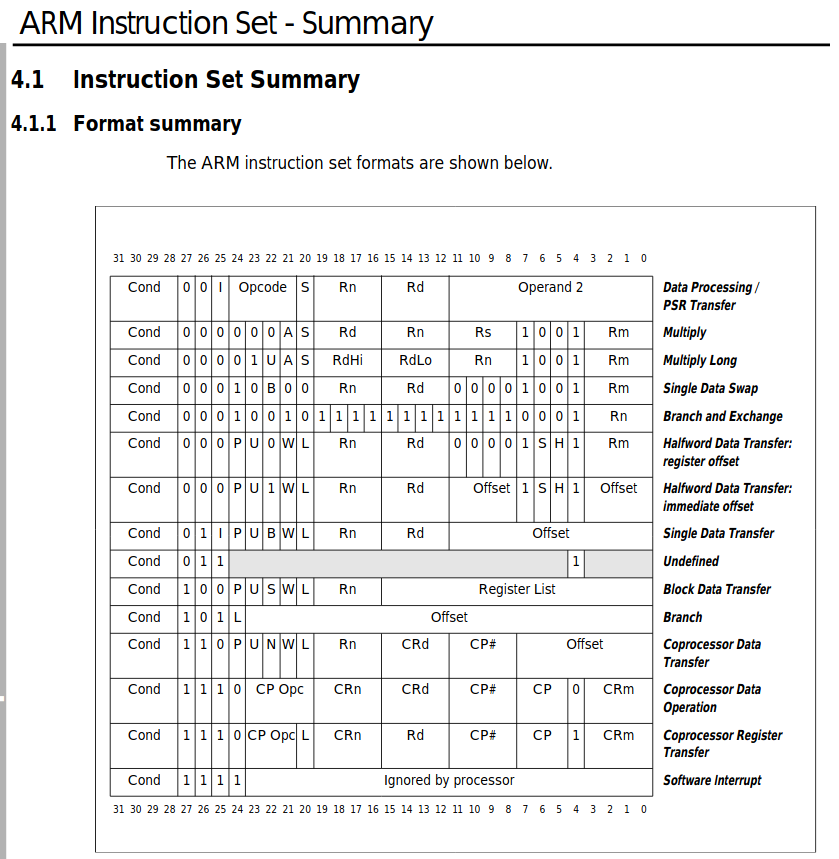 ARM Instruction Set - Summary
4.1 Instruction Set Summary
4.1.1 Format summary
The ARM instruction set formats are shown below.
31 30 29 28 27 26 25 24 23 22 21 20 19 18 17 16 15 14 13 12 11 10 9 8 7 6 5 4 3 2 1 0
Cond 0 0 I Opcode S Rn Rd Operand 2 Data Processing /
PSR Transfer
Cond 0 0 0 0 0 0 A S Rd Rn Rs 1 0 0 1 Rm Multiply
Cond 0 0 0 0 1 U A S RdHi RdLo Rn 1 0 0 1 Rm Multiply Long
Cond 0 0 0 1 0 B 0 0 Rn Rd 0 0 0 0 1 0 0 1 Rm Single Data Swap
Cond 0 0 0 1 0 0 1 0 1 1 1 1 1 1 1 1 1 1 1 1 0 0 0 1 Rn Branch and Exchange
Cond 0 0 0 P U 0 W L Rn Rd 0 0 0 0 1 S H 1 Rm Halfword Data Transfer:
register offset
Cond 0 0 0 P U 1 W L Rn Rd Offset 1 S H 1 Offset Halfword Data Transfer:
immediate offset
Cond 0 1 I P U B W L Rn Rd Offset Single Data Transfer
Cond 0 1 1 1 Undefined
Cond 1 0 0 P U S W L Rn Register List Block Data Transfer
Cond 1 0 1 L Offset Branch
Cond 1 1 0 P U N W L Rn CRd CP# Offset Coprocessor Data
Transfer
Cond 1 1 1 0 CP Opc CRn CRd CP# CP 0 CRm Coprocessor Data
Operation
Cond 1 1 1 0 CP Opc L CRn Rd CP# CP 1 CRm Coprocessor Register
Transfer
Cond 1 1 1 1 Ignored by processor Software Interrupt
31 30 29 28 27 26 25 24 23 22 21 20 19 18 17 16 15 14 13 12 11 10 9 8 7 6 5 4 3 2 1 0